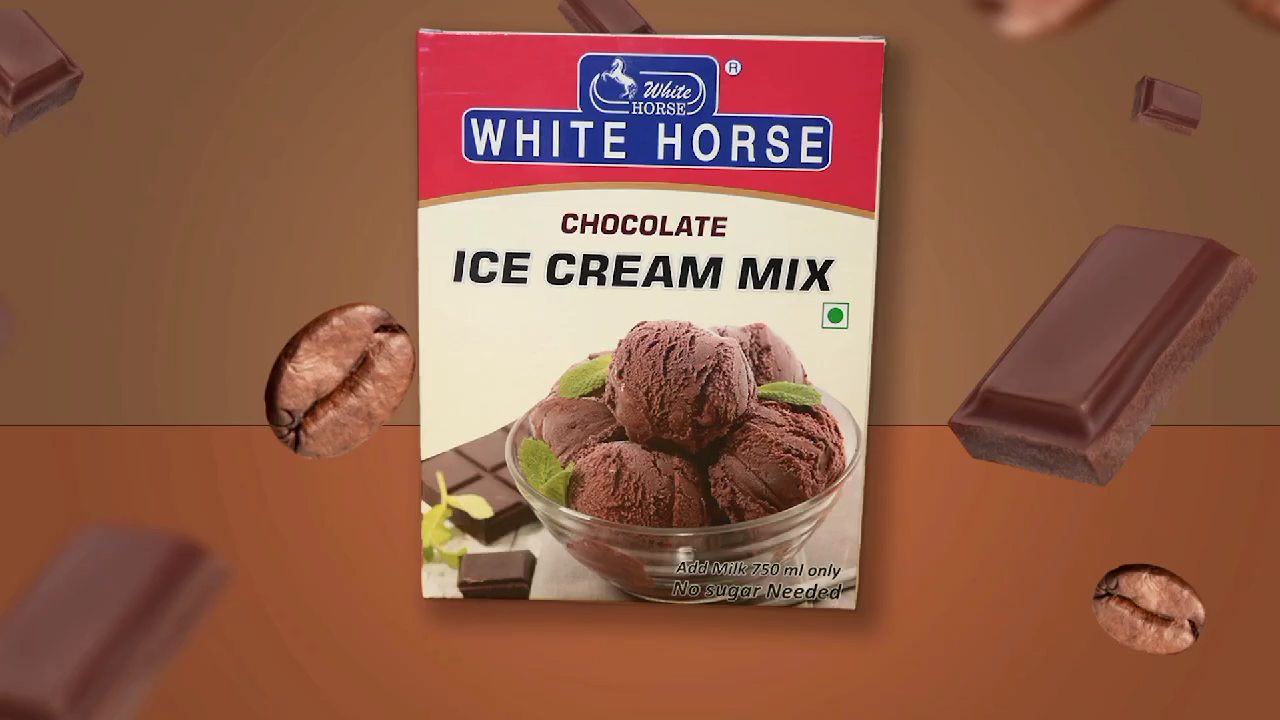 White
HORSE
®
WHITE HORSE
CHOCOLATE
ICE CREAM MIX
Add Milk 750 ml only
No sugar Needed